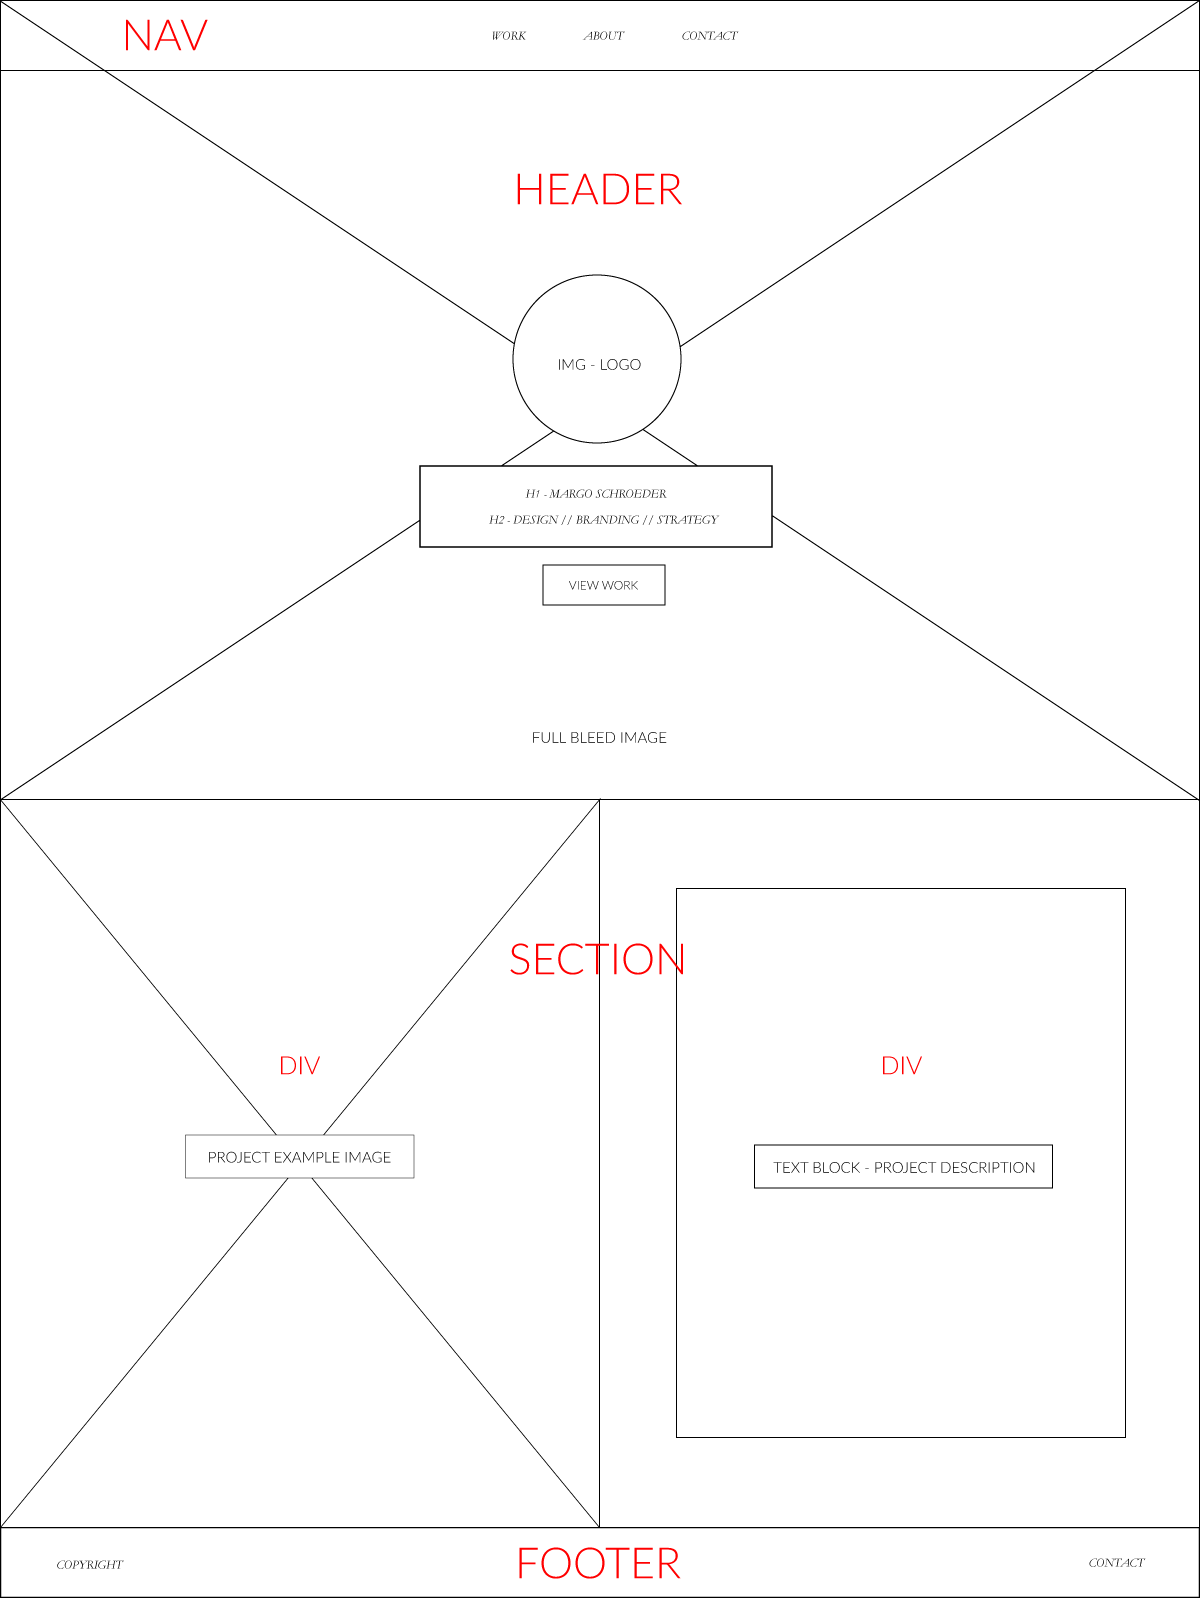 NAV
WORK ABOUT CONTACT
HEADER
IMG - LOGO
H1 - MARGO SCHROEDER
H2 - DESIGN // BRANDING // STRATEGY
VIEW WORK
FULL BLEED IMAGE
SECTION
DIV
PROJECT EXAMPLE IMAGE
DIV
TEXT BLOCK - PROJECT DESCRIPTION
COPYRIGHT
FOOTER
CONTACT